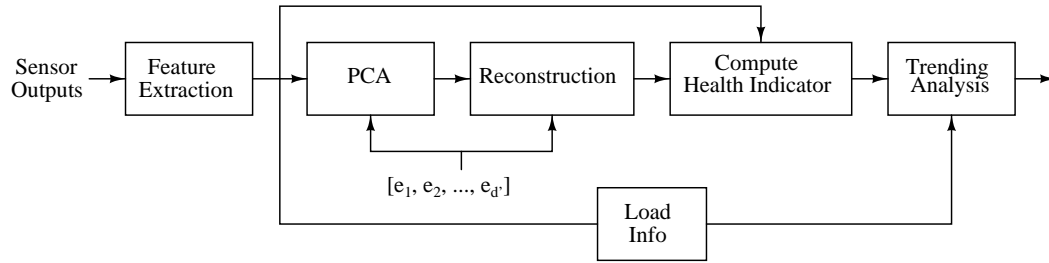 Sensor
Outputs
Feature
Extraction
PCA
Reconstruction
Compute
Health Indicator
Trending
Analysis
[e1, e2, ..., ed']
Load
Info